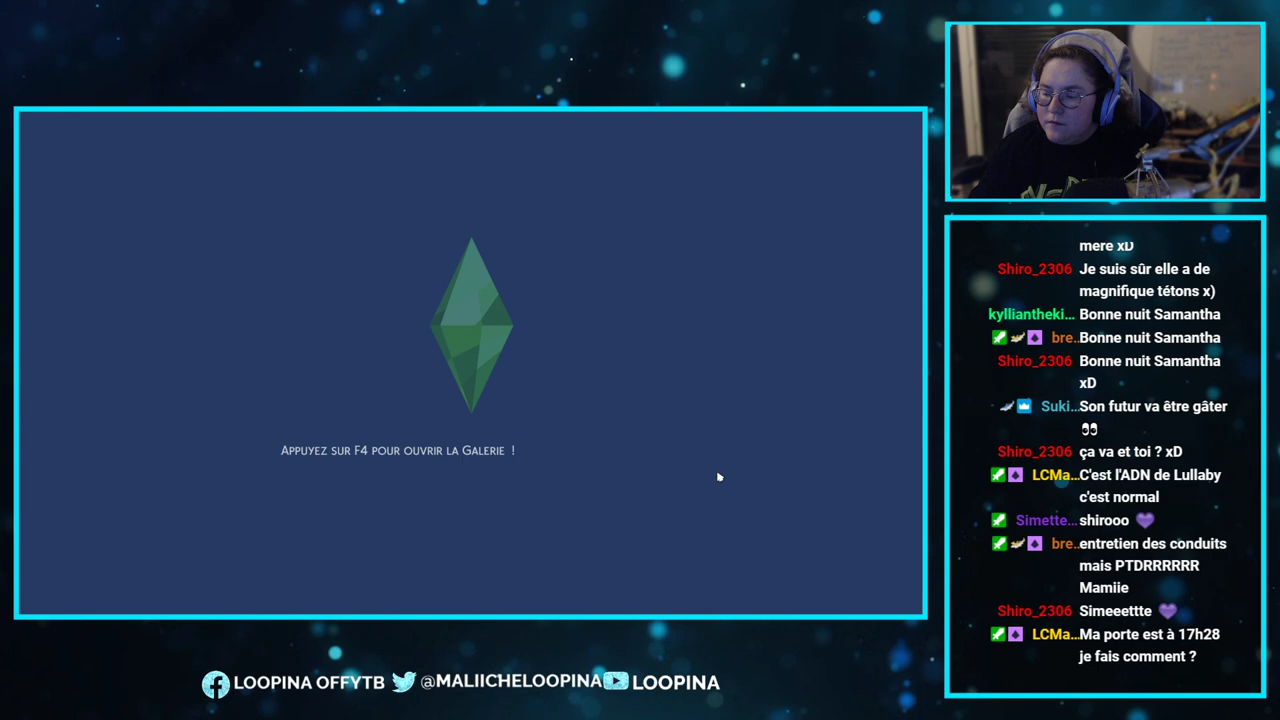 mere xD
Shiro_2306 Je suis sûr elle a de
magnifique tétons x)
kylliantheki... Bonne nuit Samantha
bre.. Bonne nuit Samantha
Shiro_2306 Bonne nuit Samantha
xD
Suki... Son futur va être gâter
Shiro_2306 ça va et toi ? xD
LCMa... C'est l'ADN de Lullaby
c'est normal
Simette... shirooo
bre.. entretien des conduits
mais PTDRRRRRR
Mamiie
Shiro_2306 Simeeettte
LCMa... Ma porte est à 17h28
je fais comment ?
Appuyez sur F4 pour ouvrir la Galerie !
LOOPINA OFFYTB @MALIICHELOOPINA LOOPINA